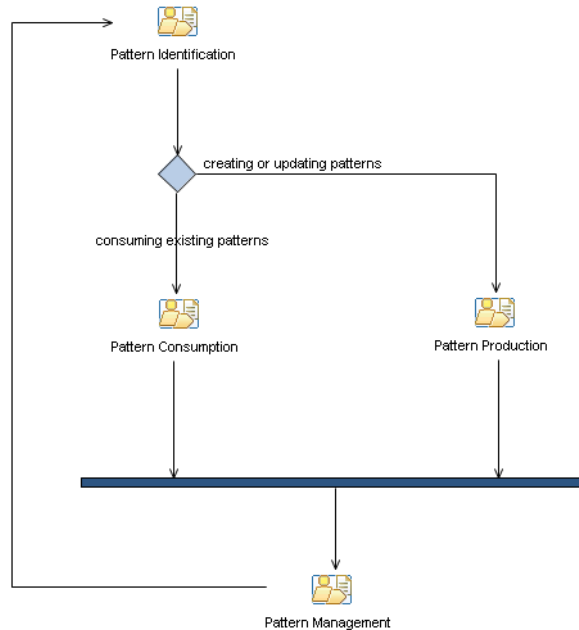 Pattern Identification
creating or updating patterns
consuming existing patterns
Pattern Consumption
Pattern Production
Pattern Management